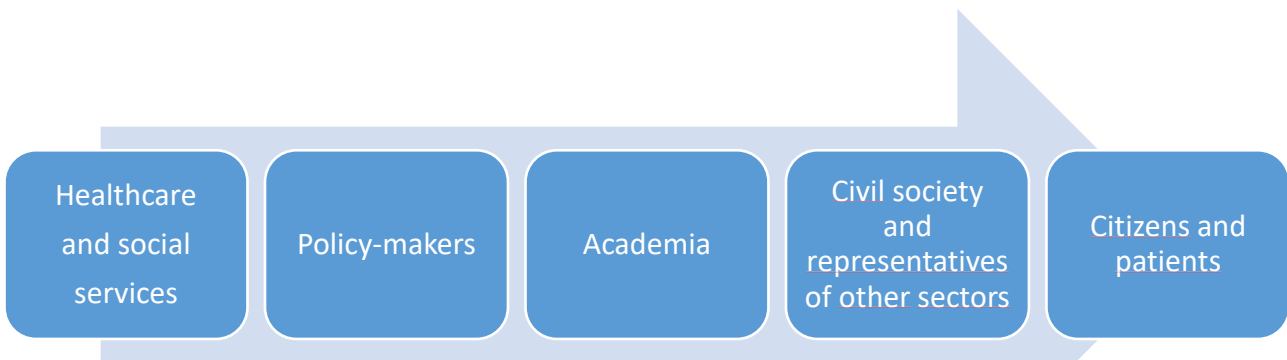 Healthcare
and social
services
Policy-makers
Academia
Civil society
and
representatives
of other sectors
Citizens and
patients